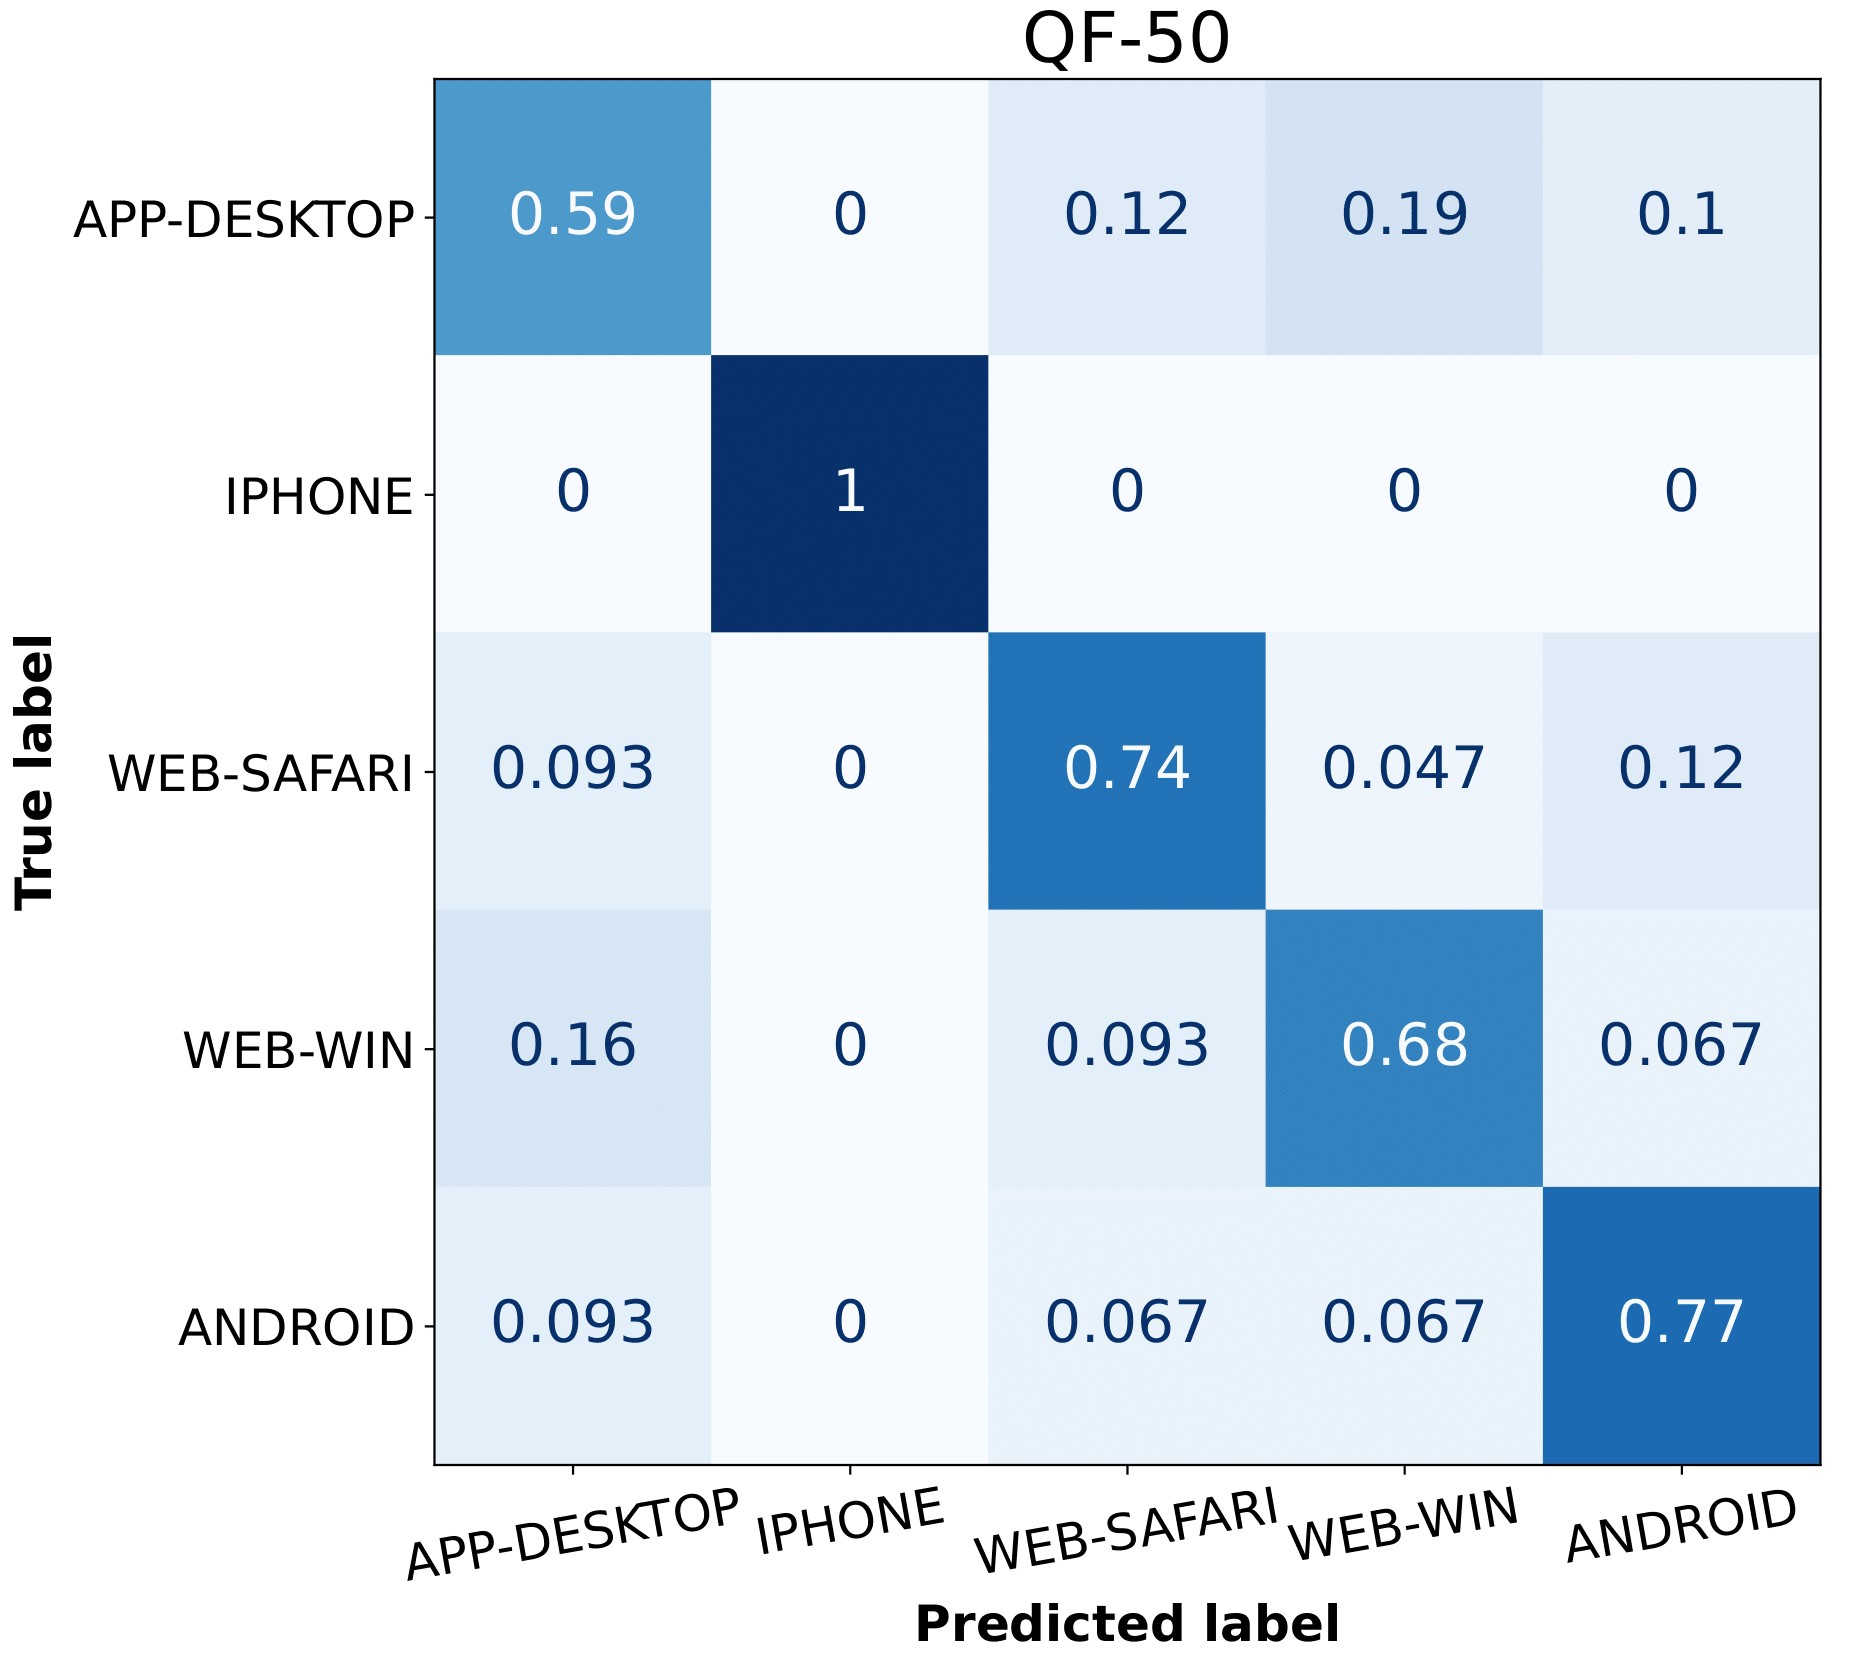 QF-50
True label
APP-DESKTOP 0.59 0 0.12 0.19 0.1
IPHONE 0 1 0 0 0
WEB-SAFARI 0.093 0 0.74 0.047 0.12
WEB-WIN 0.16 0 0.093 0.68 0.067
ANDROID 0.093 0 0.067 0.067 0.77
APP-DESKTOP IPHONE WEB-SAFARI WEB-WIN ANDROID
Predicted label